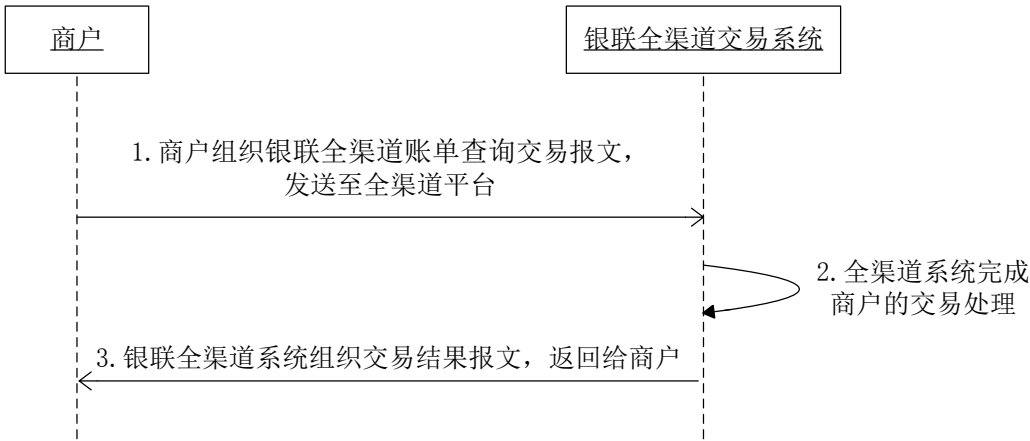 商户
银联全渠道交易系统
1.商户组织银联全渠道账单查询交易报文，
发送至全渠道平台
2.全渠道系统完成
商户的交易处理
3.银联全渠道系统组织交易结果报文，返回给商户